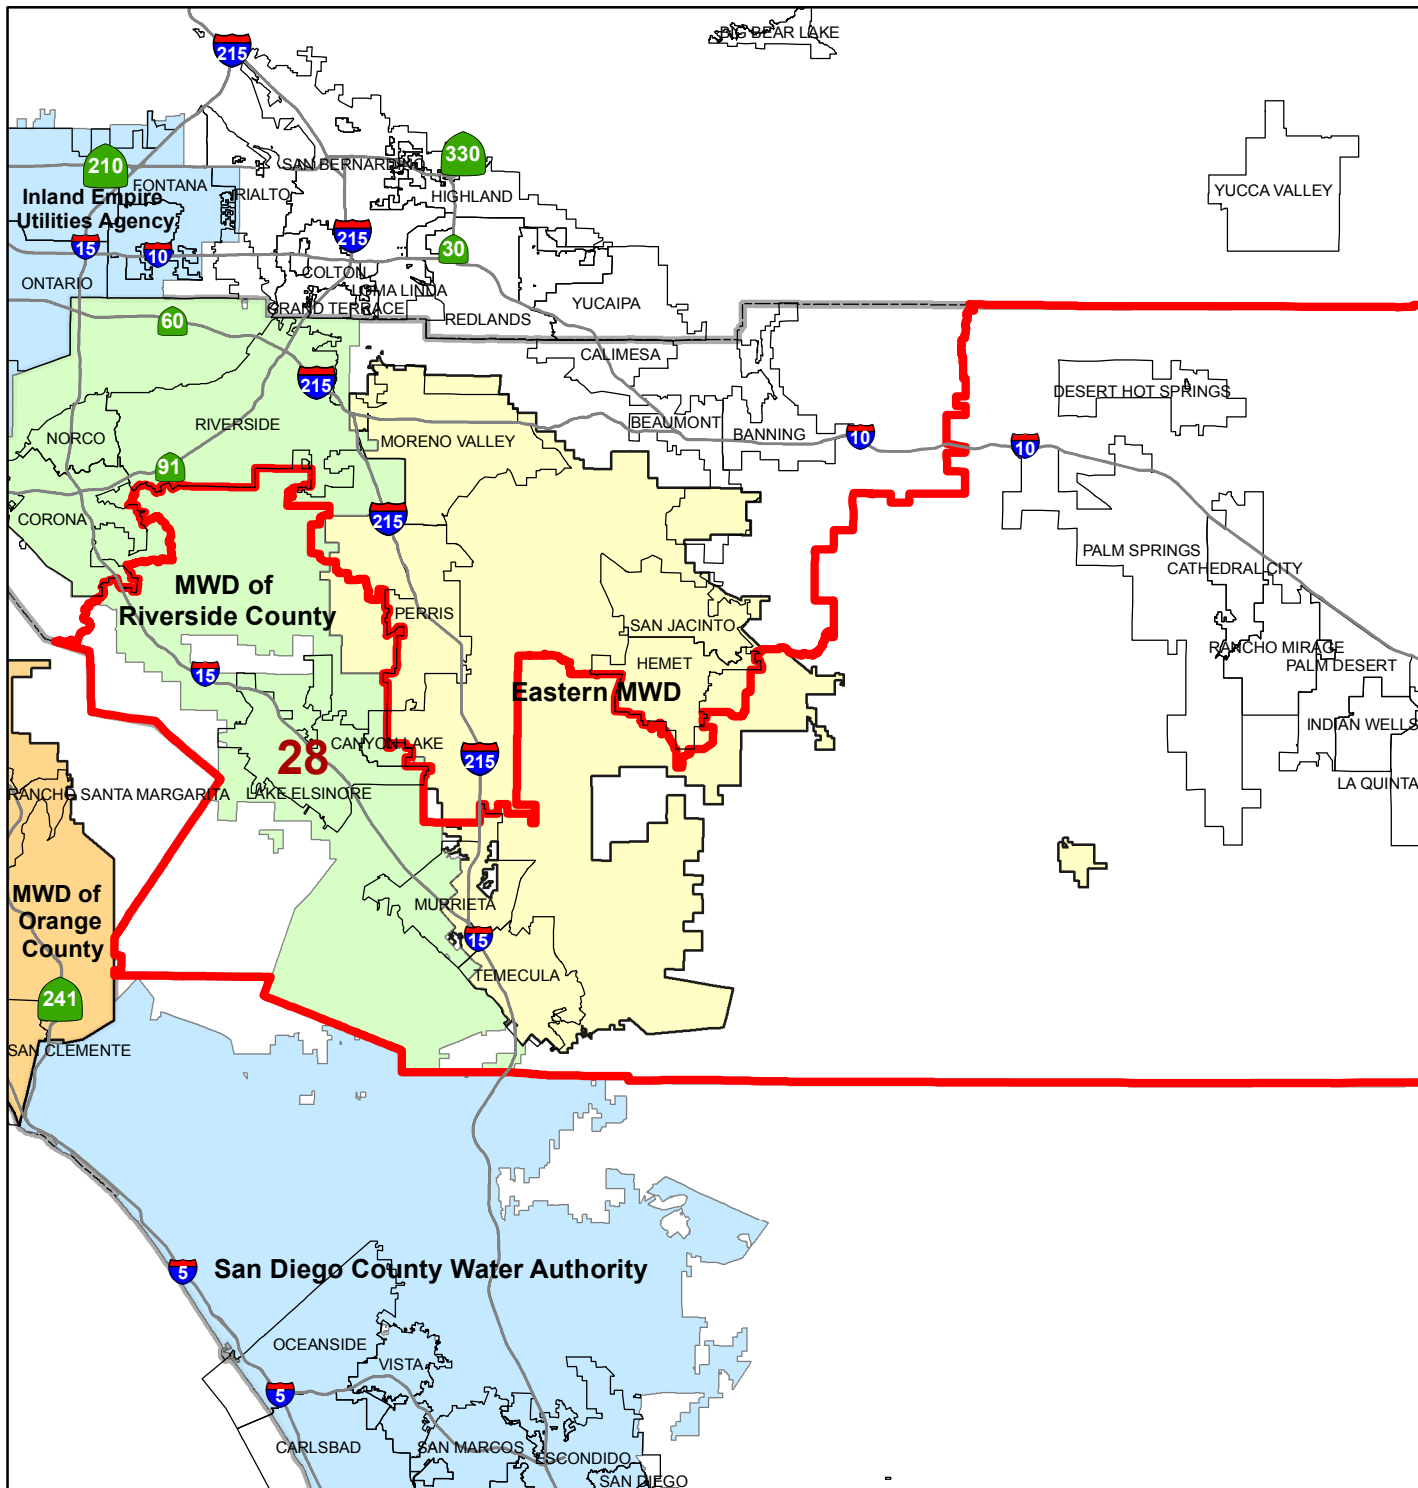 BIG BEAR LAKE
215
210
330
SAN BERNARDINO
FONTANA
RIALTO
HIGHLAND
YUCCA VALLEY
Inland Empire
Utilities Agency
15
10
215
30
ONTARIO
COLTON
LOMA LINDA
GRAND TERRACE
REDLANDS
YUCAIPA
60
CALIMESA
215
DESERT HOT SPRINGS
RIVERSIDE
NORCO
MORENO VALLEY
BEAUMONT
BANNING
10
10
91
CORONA
215
PALM SPRINGS
CATHEDRAL CITY
MWD of
Riverside County
PERRIS
SAN JACINTO
RANCHO MIRAGE
PALM DESERT
HEMET
15
Eastern MWD
INDIAN WELLS
28
CANYON LAKE
215
RANCHO SANTA MARGARITA
LAKE ELSINORE
LA QUINTA
MWD of
Orange
County
MURRIETA
15
TEMECULA
241
SAN CLEMENTE
5
San Diego County Water Authority
OCEANSIDE
VISTA
5
CARLSBAD
SAN MARCOS
ESCONDIDO
SAN DIEGO